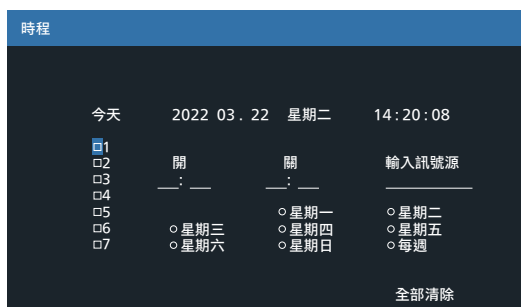 時程
今天 2022 03 . 22 星期二 14 : 20 : 08
□1
□2 開 關 輸入訊號源
□3 __: __ __: __ ________
□4
□5 ○星期一 ○星期二
□6 ○星期三 ○星期四 ○星期五
□7 ○星期六 ○星期日 ○每週
全部清除